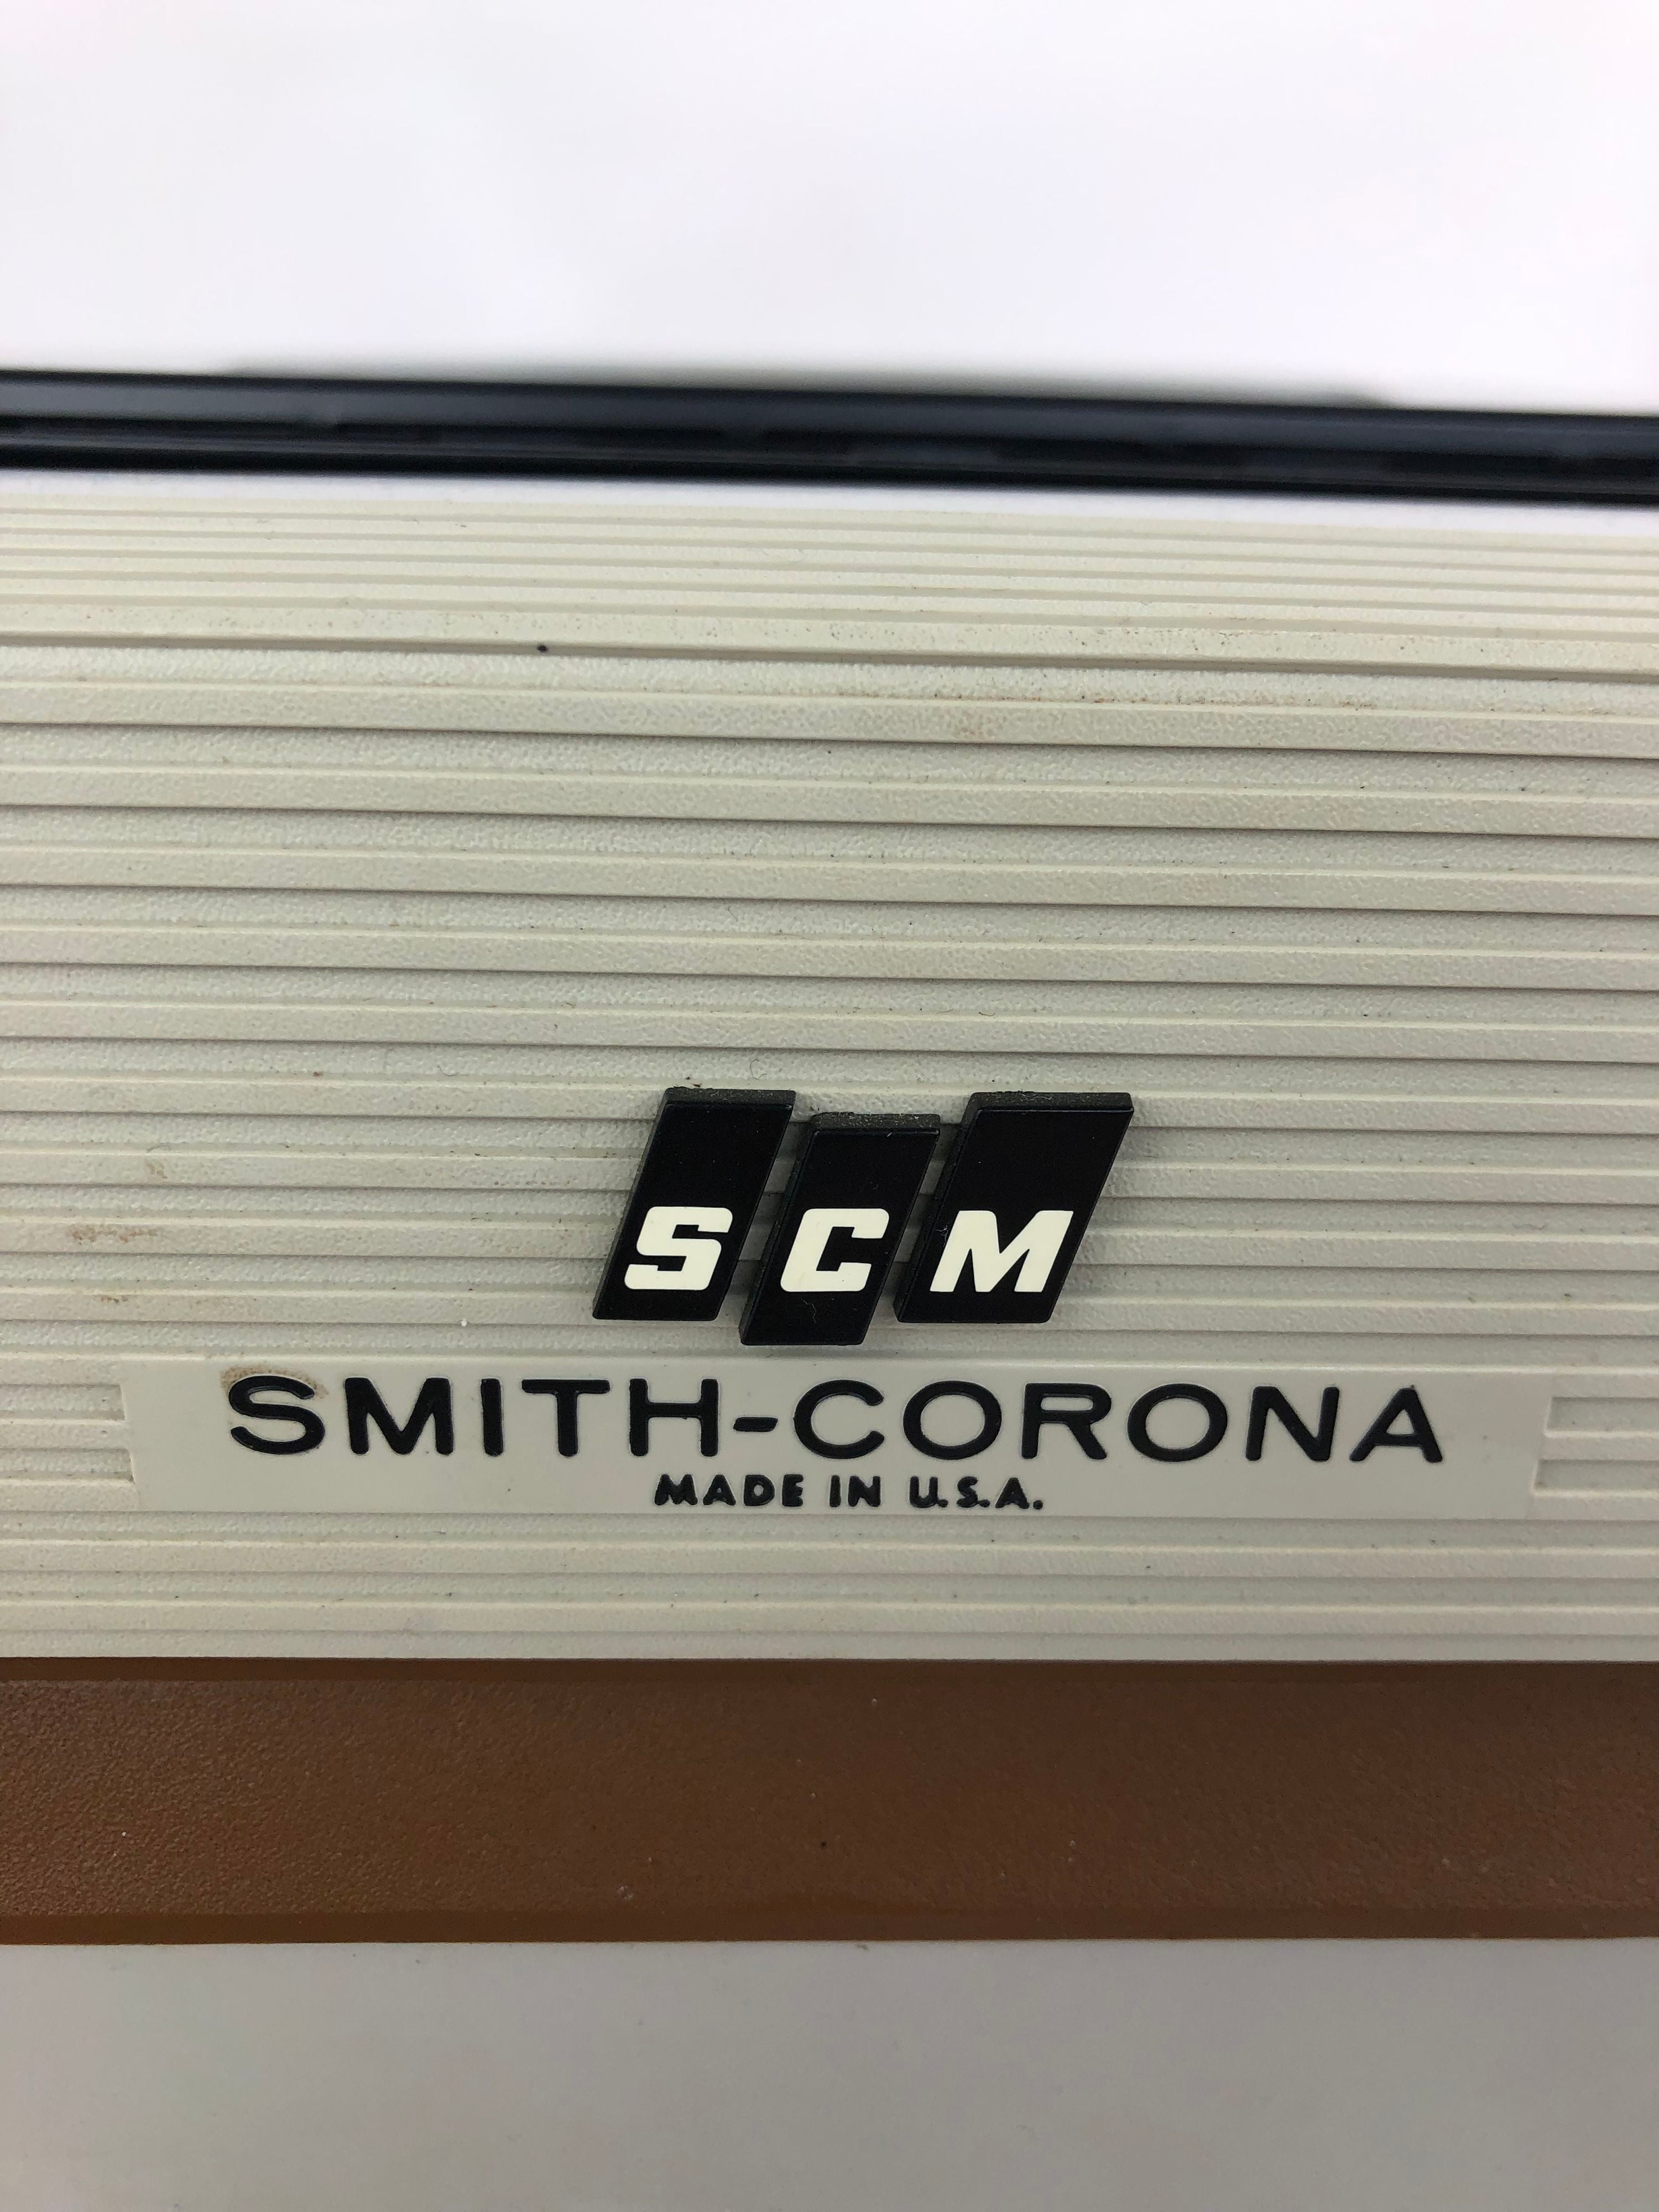 SCM
SMITH-CORONA
MADE IN U.S.A.